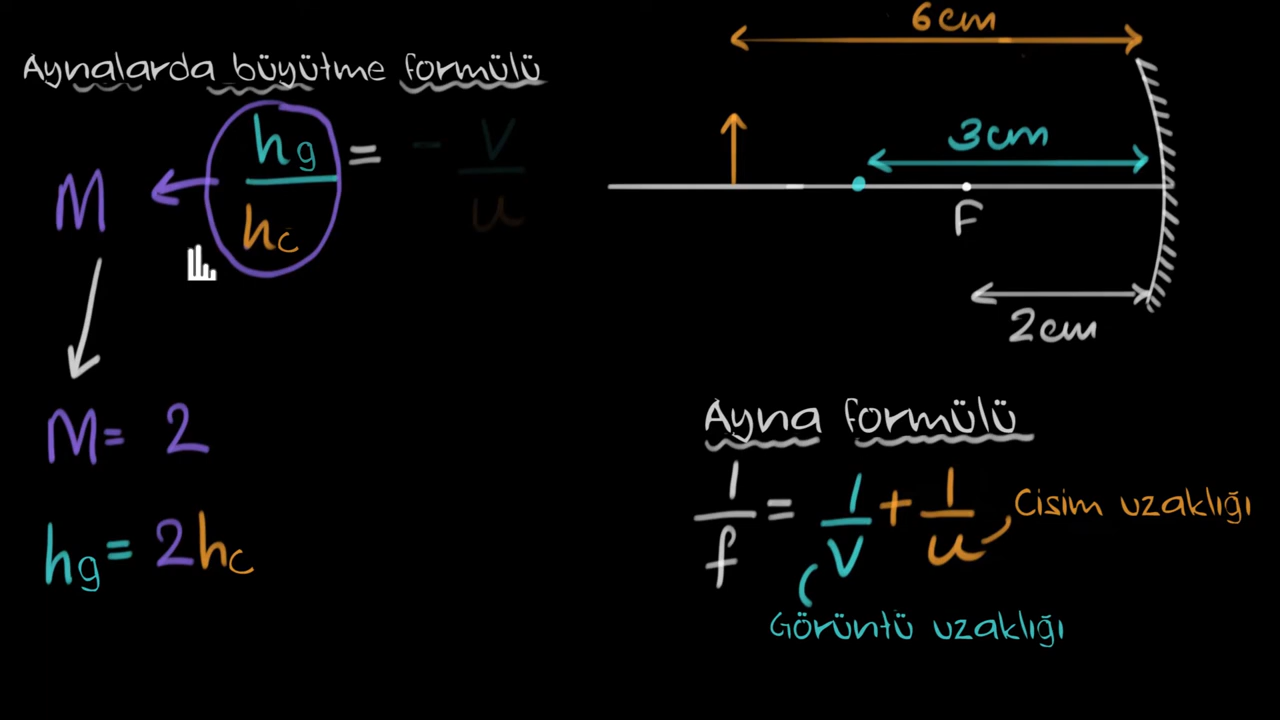 Aynalarda büyütme formülü
M ← hg/hc = - v/u
M = 2
hg = 2hc
6cm
3cm
F
2cm
Ayna formülü
1/f = 1/v + 1/u
Cisim uzaklığı
Görüntü uzaklığı